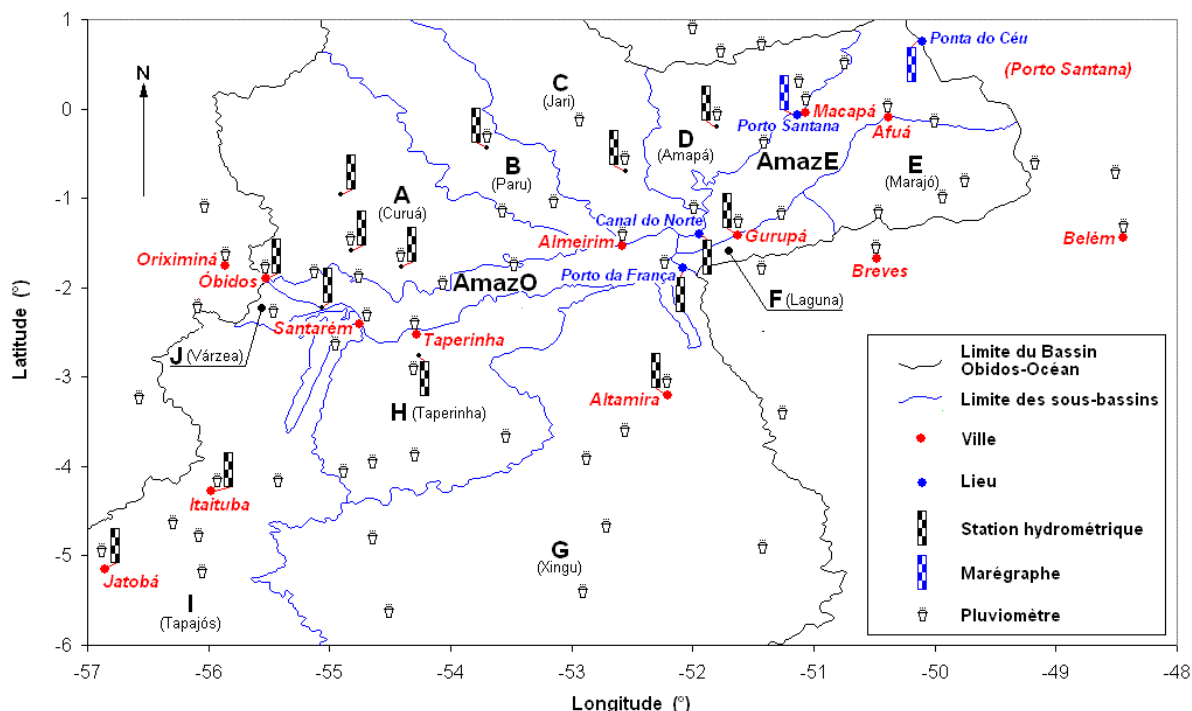 1
0
-1
-2
-3
-4
-5
-6
Latitude (°)
N
C
(Jari)
Ponta do Céu
(Porto Santana)
Macapá
Porto Santana
Afuá
D
(Amapá)
AmazE
B
(Paru)
E
(Marajó)
A
(Curuá)
Canal do Norte
Gurupá
Almeirim
Belém
Oriximiná
Óbidos
AmazO
Porto da França
Breves
F (Laguna)
Santarém
Taperinha
J (Várzea)
Altamira
H (Taperinha)
Itaituba
G
(Xingu)
Jatobá
I
(Tapajós)
Limite du Bassin
Obidos-Océan
Limite des sous-bassins
Ville
Lieu
Station hydrométrique
Marégraphe
Pluviomètre
-57 -56 -55 -54 -53 -52 -51 -50 -49 -48
Longitude (°)